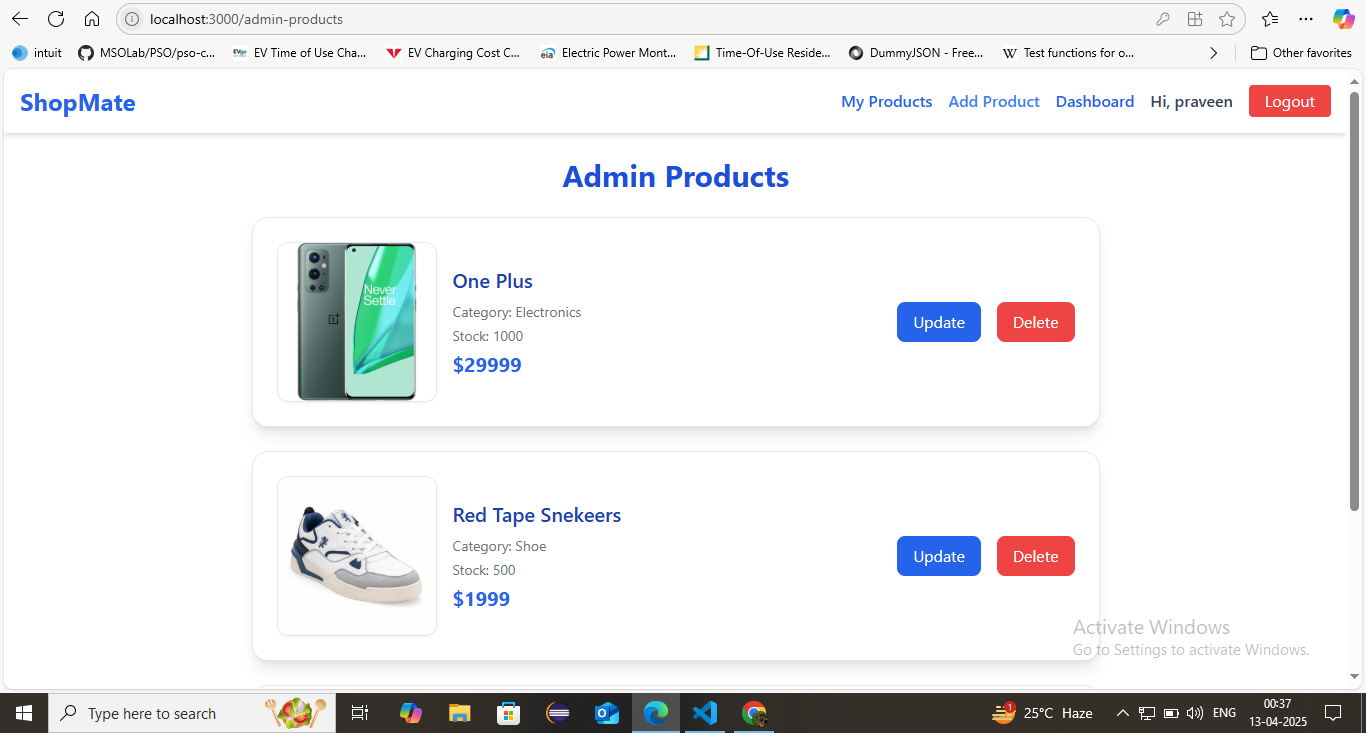 localhost:3000/admin-products
intuit MSOLab/PSO/pso-c... EVgo EV Time of Use Cha... EV Charging Cost C... eia Electric Power Mont... Time-Of-Use Reside... DummyJSON - Free... W Test functions for o... Other favorites
ShopMate My Products Add Product Dashboard Hi, praveen Logout
Admin Products
Never
Settle
One Plus
Category: Electronics
Stock: 1000
$29999
Update Delete
Red Tape Snekeers
Category: Shoe
Stock: 500
$1999
Update Delete
Activate Windows
Go to Settings to activate Windows.
Type here to search
1
25°C Haze
ENG
00:37
13-04-2025